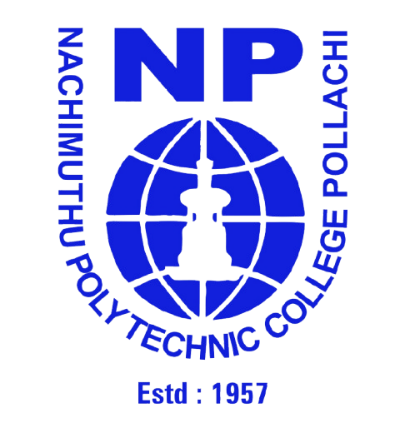 NP
NACHIMUTHU POLYTECHNIC COLLEGE POLLACHI
Estd : 1957